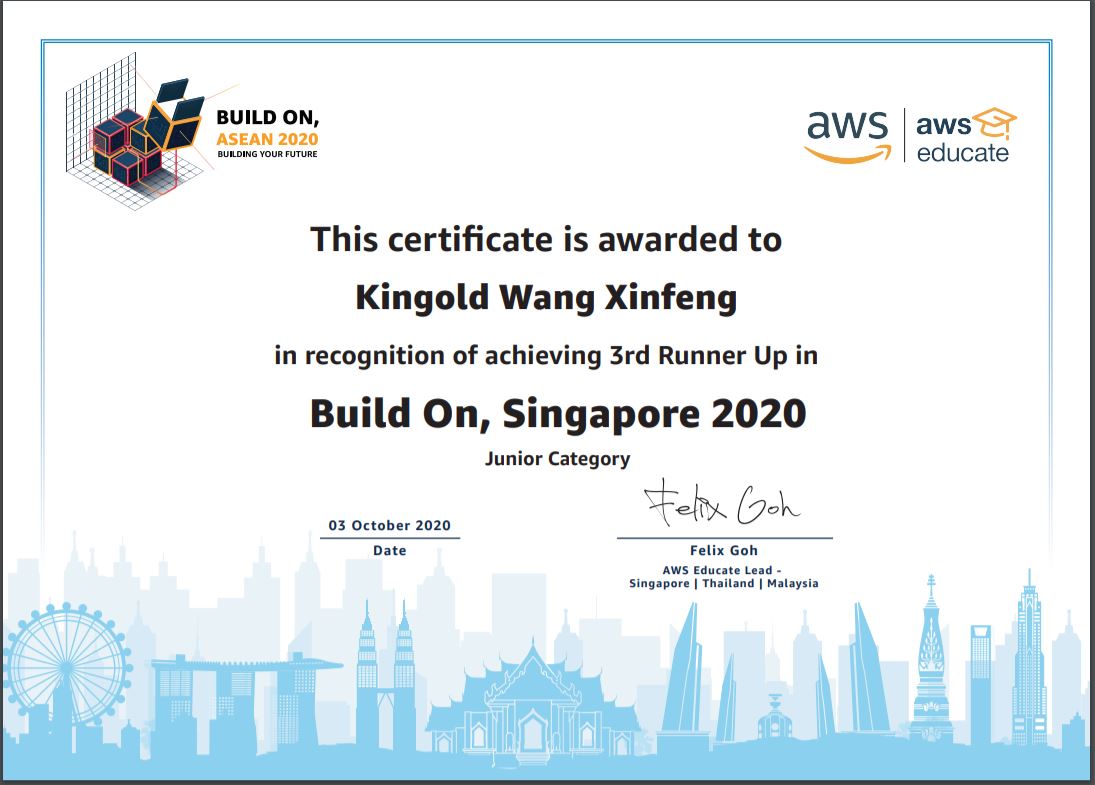 BUILD ON,
ASEAN 2020
BUILDING YOUR FUTURE
aws
aws
educate
This certificate is awarded to
Kingold Wang Xinfeng
in recognition of achieving 3rd Runner Up in
Build On, Singapore 2020
Junior Category
03 October 2020
Date
Felix Goh
Felix Goh
AWS Educate Lead -
Singapore | Thailand | Malaysia